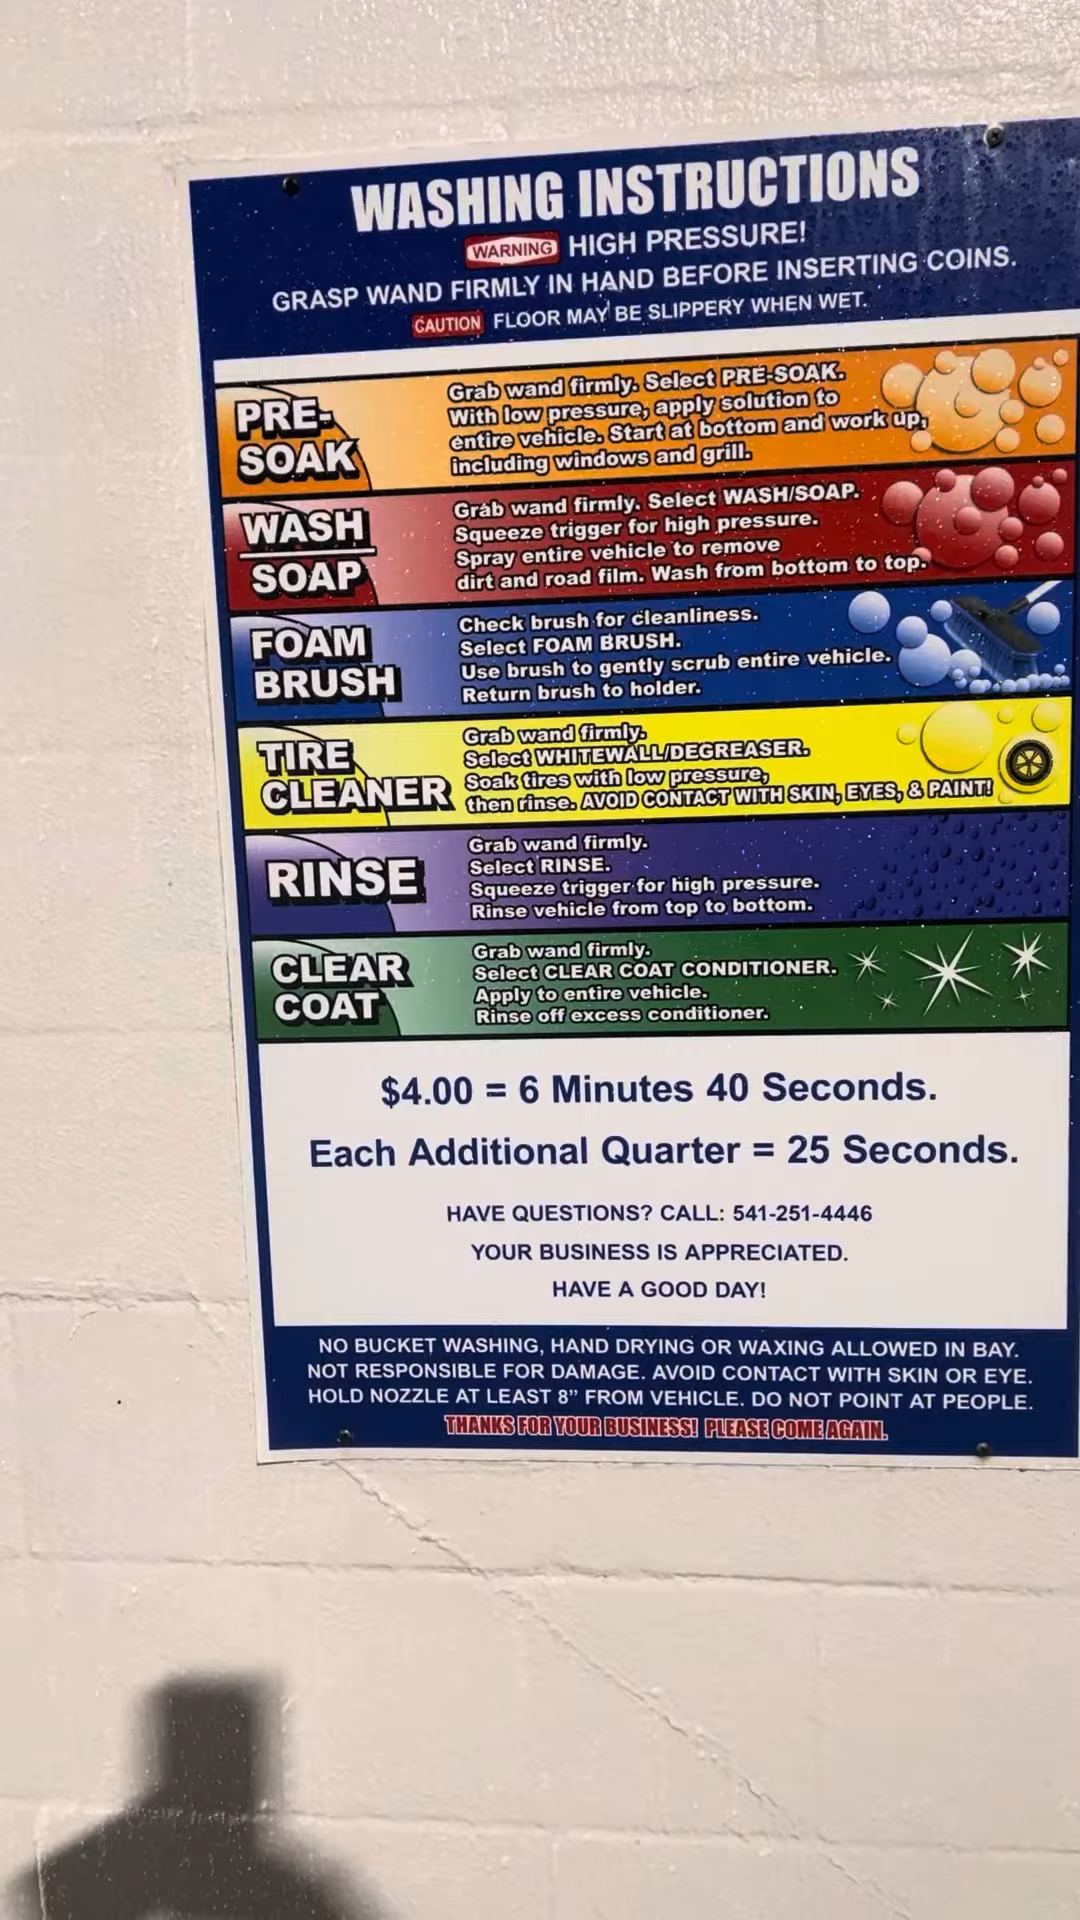 WASHING INSTRUCTIONS
WARNING HIGH PRESSURE!
GRASP WAND FIRMLY IN HAND BEFORE INSERTING COINS.
CAUTION FLOOR MAY BE SLIPPERY WHEN WET.
PRE-
SOAK
Grab wand firmly. Select PRE-SOAK.
With low pressure, apply solution to
entire vehicle. Start at bottom and work up,
including windows and grill.
WASH
SOAP
Grab wand firmly. Select WASH/SOAP.
Squeeze trigger for high pressure.
Spray entire vehicle to remove
dirt and road film. Wash from bottom to top.
FOAM
BRUSH
Check brush for cleanliness.
Select FOAM BRUSH.
Use brush to gently scrub entire vehicle.
Return brush to holder.
TIRE
CLEANER
Grab wand firmly.
Select WHITEWALL/DEGREASER.
Soak tires with low pressure,
then rinse. AVOID CONTACT WITH SKIN, EYES, & PAINT!
RINSE
Grab wand firmly.
Select RINSE.
Squeeze trigger for high pressure.
Rinse vehicle from top to bottom.
CLEAR
COAT
Grab wand firmly.
Select CLEAR COAT CONDITIONER.
Apply to entire vehicle.
Rinse off excess conditioner.
$4.00 = 6 Minutes 40 Seconds.
Each Additional Quarter = 25 Seconds.
HAVE QUESTIONS? CALL: 541-251-4446
YOUR BUSINESS IS APPRECIATED.
HAVE A GOOD DAY!
NO BUCKET WASHING, HAND DRYING OR WAXING ALLOWED IN BAY.
NOT RESPONSIBLE FOR DAMAGE. AVOID CONTACT WITH SKIN OR EYE.
HOLD NOZZLE AT LEAST 8” FROM VEHICLE. DO NOT POINT AT PEOPLE.
THANKS FOR YOUR BUSINESS! PLEASE COME AGAIN.